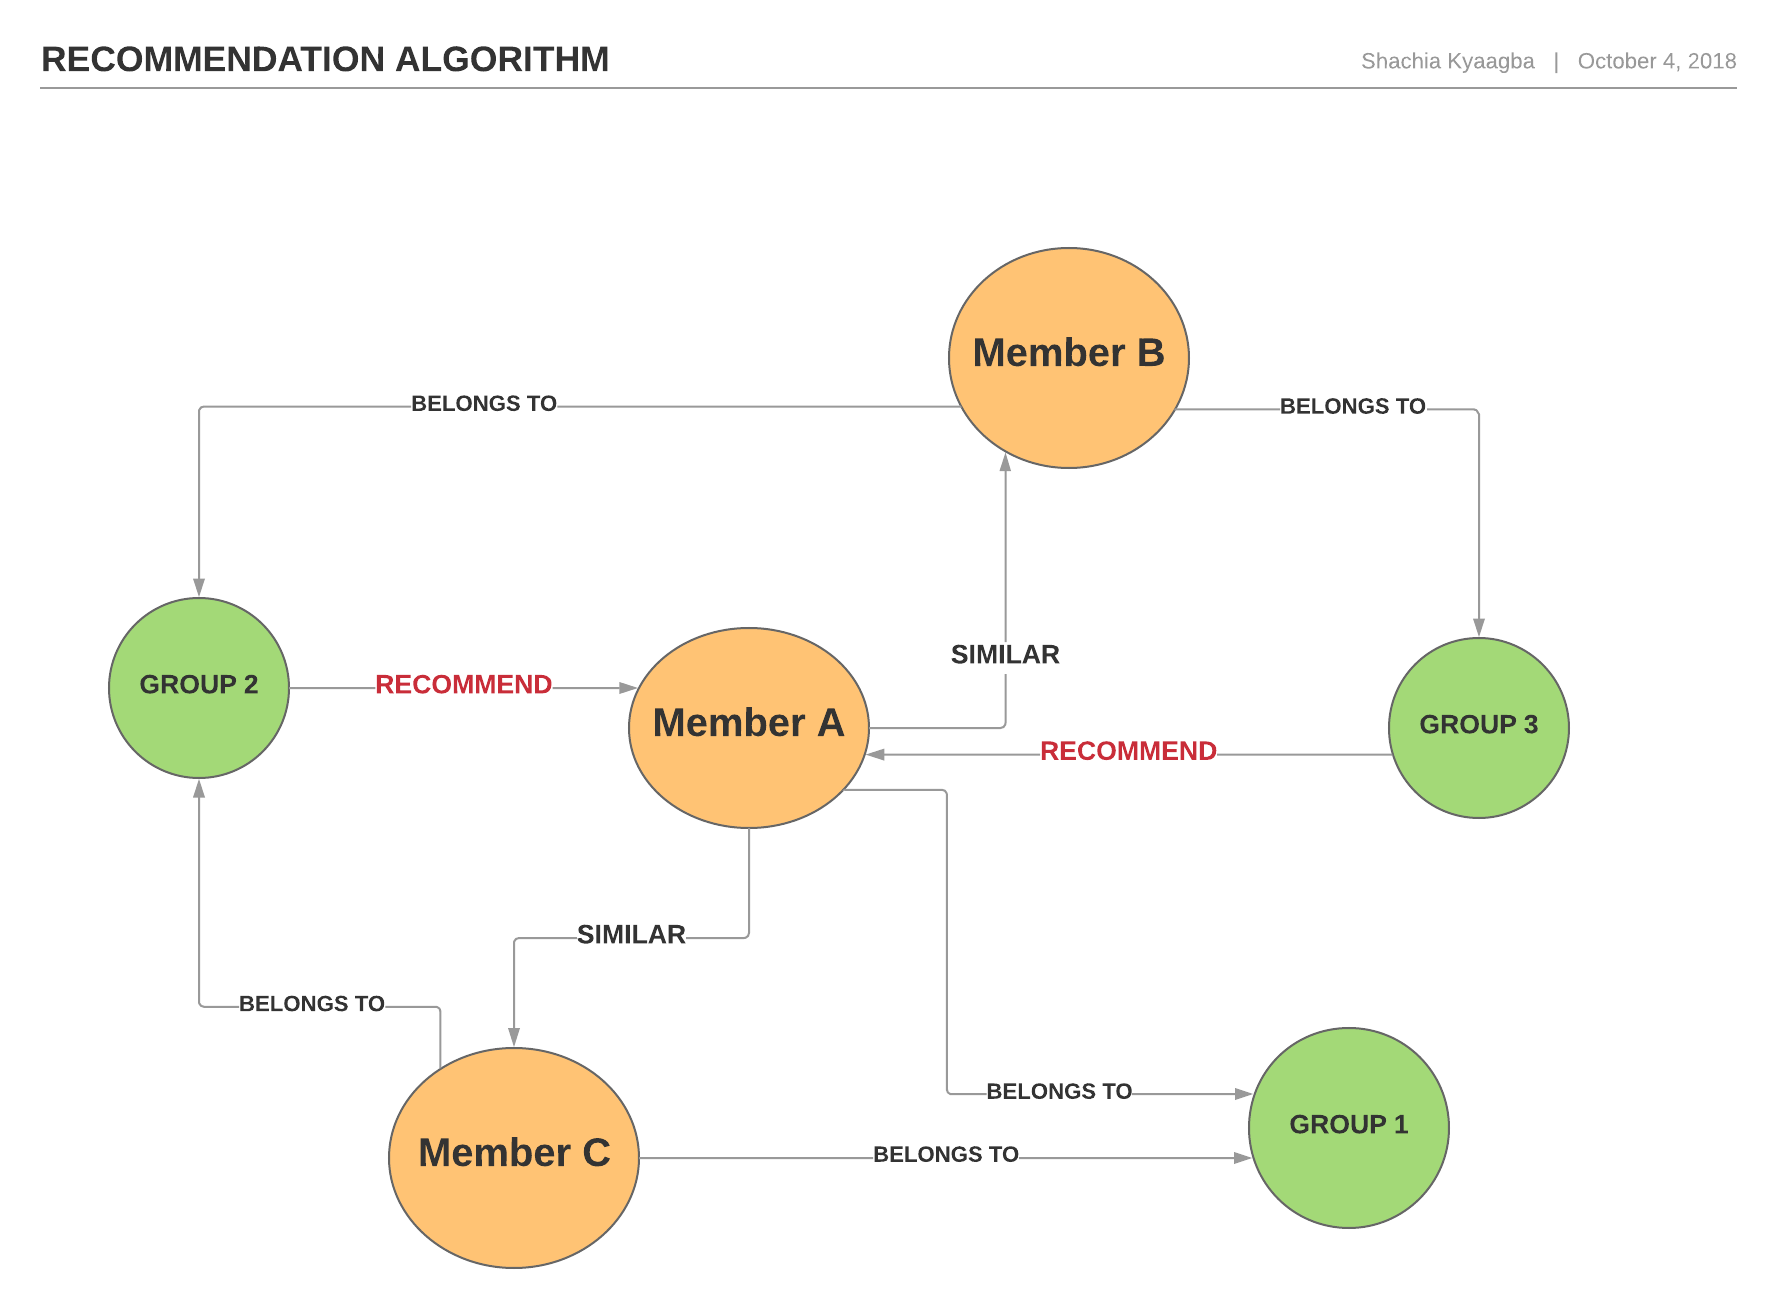 RECOMMENDATION ALGORITHM
Shachia Kyaagba | October 4, 2018
Member B
BELONGS TO
BELONGS TO
SIMILAR
GROUP 2
RECOMMEND
Member A
GROUP 3
RECOMMEND
SIMILAR
BELONGS TO
BELONGS TO
GROUP 1
Member C
BELONGS TO